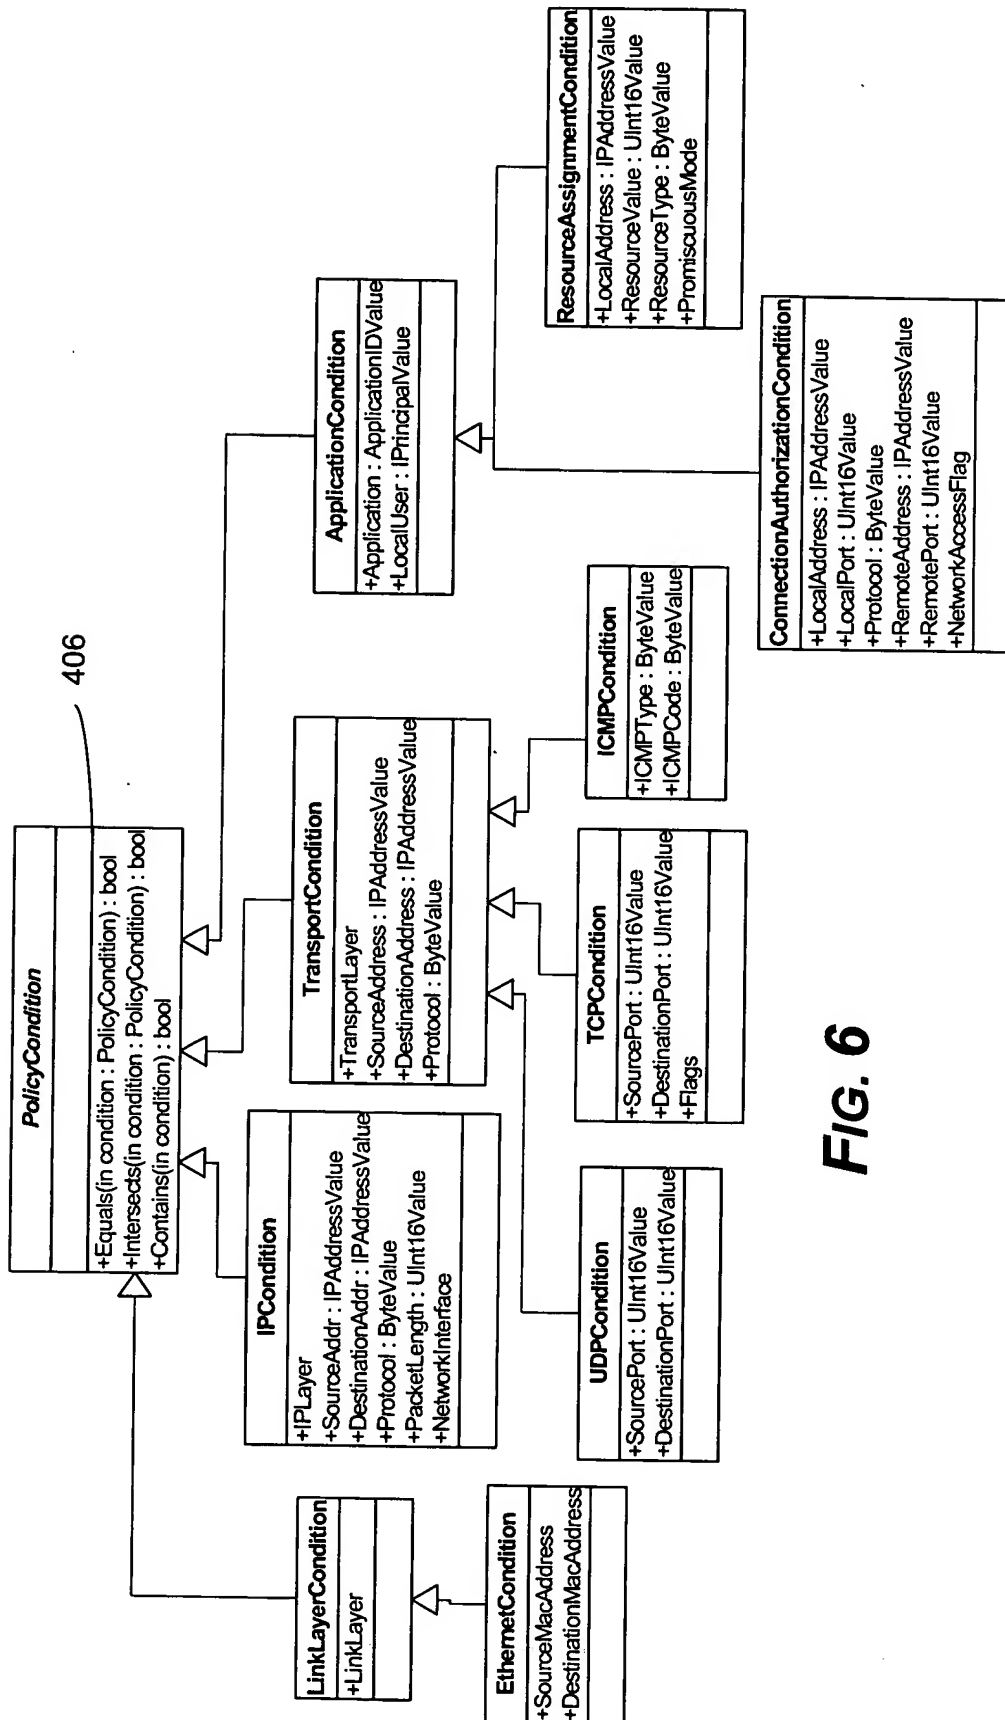 406
PolicyCondition
+Equals(in condition : PolicyCondition) : bool
+Intersects(in condition : PolicyCondition) : bool
+Contains(in condition) : bool
LinkLayerCondition
+LinkLayer
EthernetCondition
+SourceMacAddress
+DestinationMacAddress
IPCondition
+IPLayer
+SourceAddr : IPAddressValue
+DestinationAddr : IPAddressValue
+Protocol : ByteValue
+PacketLength : UInt16Value
+NetworkInterface
TransportCondition
+TransportLayer
+SourceAddress : IPAddressValue
+DestinationAddress : IPAddressValue
+Protocol : ByteValue
UDPCondition
+SourcePort : UInt16Value
+DestinationPort : UInt16Value
TCPCondition
+SourcePort : UInt16Value
+DestinationPort : UInt16Value
+Flags
ICMPCondition
+ICMPType : ByteValue
+ICMPCode : ByteValue
ApplicationCondition
+Application : ApplicationIDValue
+LocalUser : IPrincipalValue
ResourceAssignmentCondition
+LocalAddress : IPAddressValue
+ResourceValue : UInt16Value
+ResourceType : ByteValue
+PromiscuousMode
ConnectionAuthorizationCondition
+LocalAddress : IPAddressValue
+LocalPort : UInt16Value
+Protocol : ByteValue
+RemoteAddress : IPAddressValue
+RemotePort : UInt16Value
+NetworkAccessFlag
FIG. 6